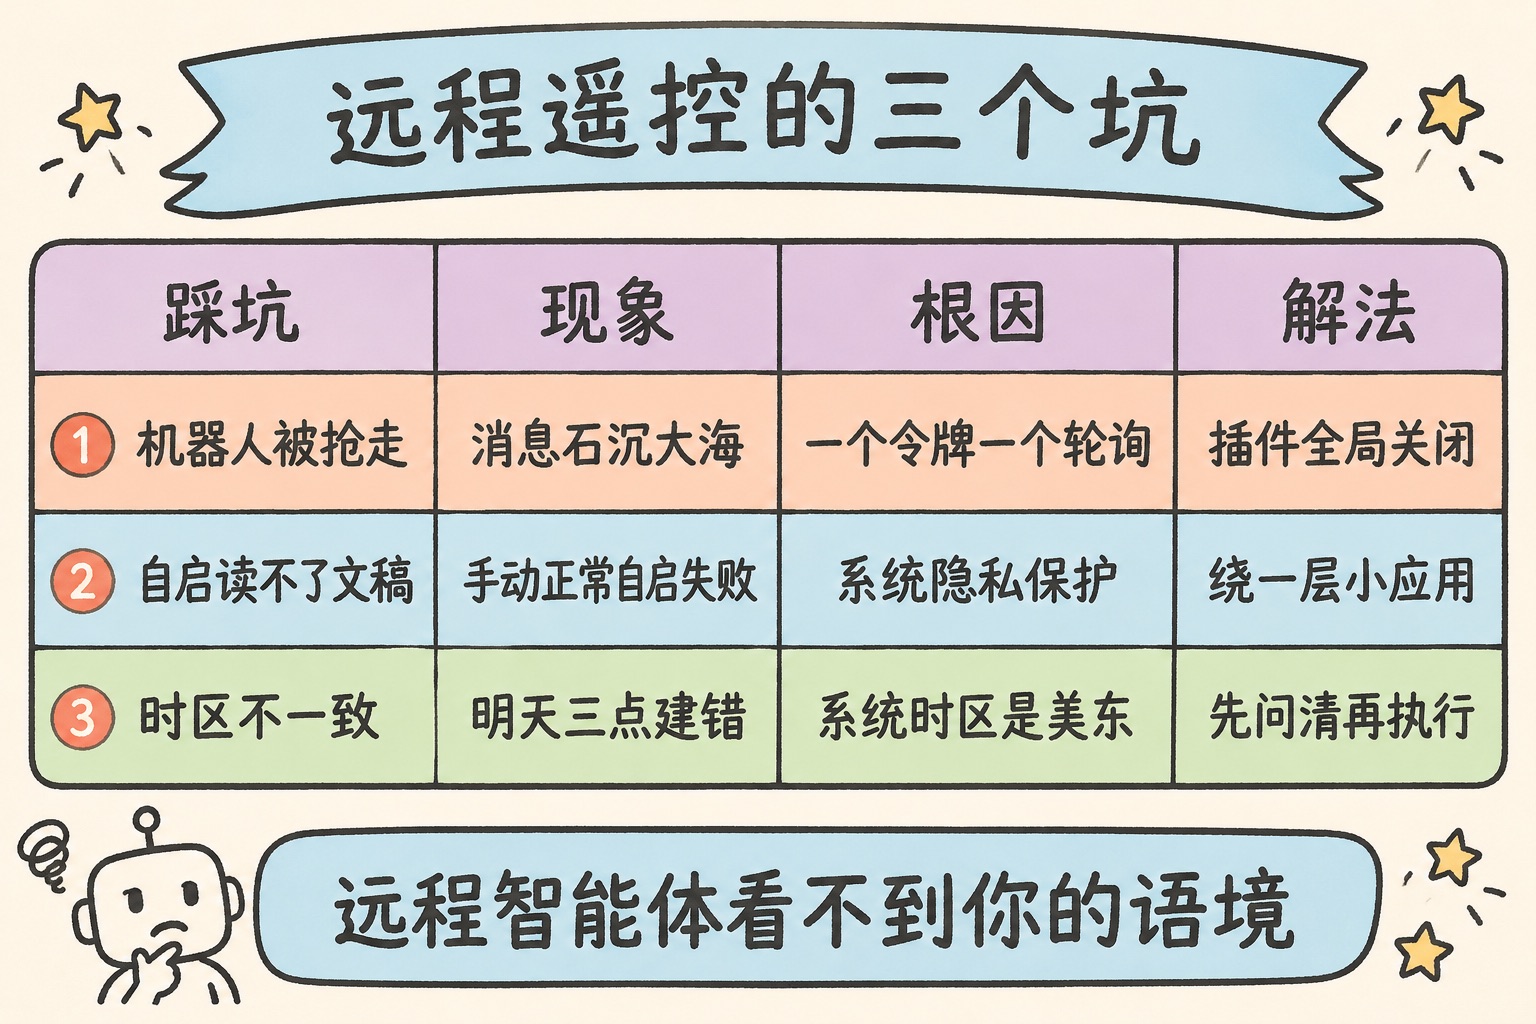 远程遥控的三个坑
踩坑 现象 根因 解法
1 机器人被抢走 消息石沉大海 一个令牌一个轮询 插件全局关闭
2 自启读不了文稿 手动正常自启失败 系统隐私保护 绕一层小应用
3 时区不一致 明天三点建错 系统时区是美东 先问清再执行
远程智能体看不到你的语境